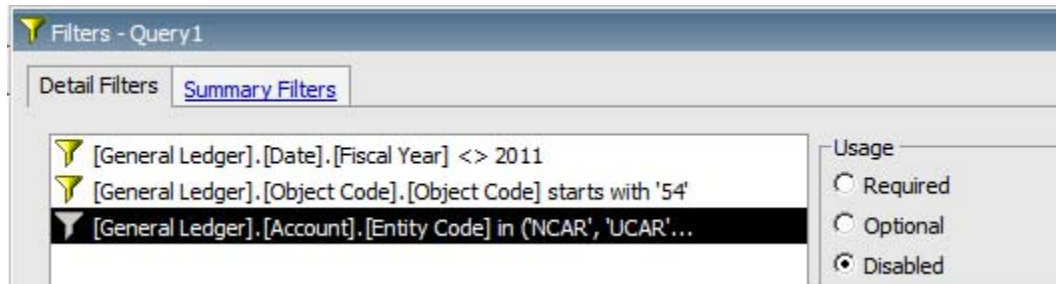 Filters - Query1
Detail Filters Summary Filters
[General Ledger].[Date].[Fiscal Year] <> 2011
[General Ledger].[Object Code].[Object Code] starts with '54'
[General Ledger].[Account].[Entity Code] in ('NCAR', 'UCAR'...
Usage
Required
Optional
Disabled